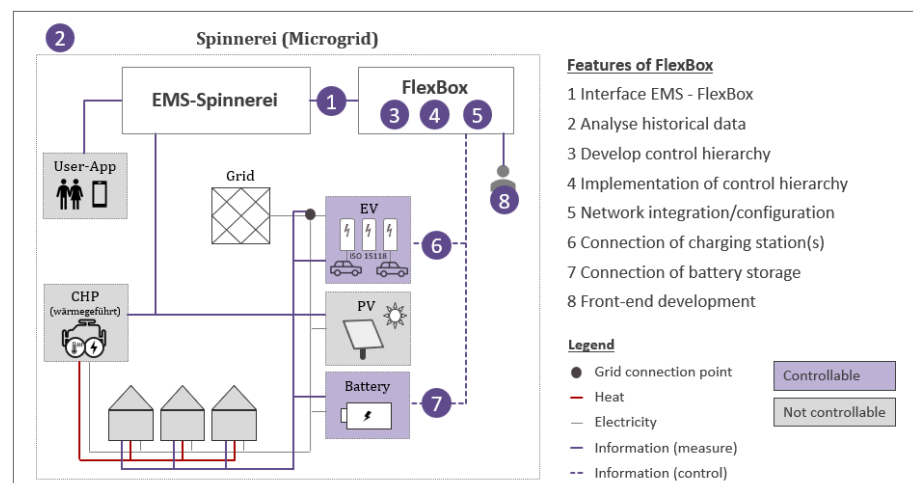 2
Spinnerei (Microgrid)
EMS-Spinnerei
1
FlexBox
3 4 5
User-App
Grid
8
EV
ISO 15118
6
CHP
(wärmegeführt)
PV
Battery
7
Features of FlexBox
1 Interface EMS - FlexBox
2 Analyse historical data
3 Develop control hierarchy
4 Implementation of control hierarchy
5 Network integration/configuration
6 Connection of charging station(s)
7 Connection of battery storage
8 Front-end development
Legend
Grid connection point
Heat
Electricity
Information (measure)
Information (control)
Controllable
Not controllable